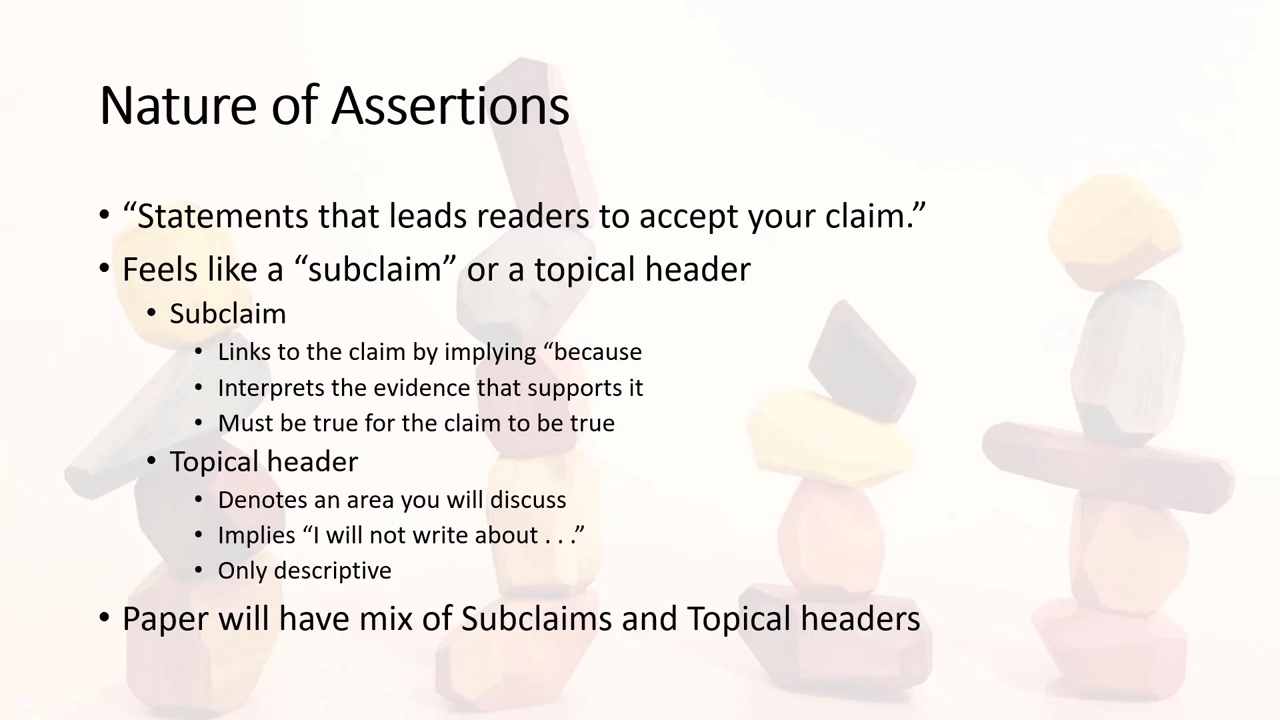 Nature of Assertions
• “Statements that leads readers to accept your claim.”
• Feels like a “subclaim” or a topical header
• Subclaim
• Links to the claim by implying “because
• Interprets the evidence that supports it
• Must be true for the claim to be true
• Topical header
• Denotes an area you will discuss
• Implies “I will not write about . . .”
• Only descriptive
• Paper will have mix of Subclaims and Topical headers